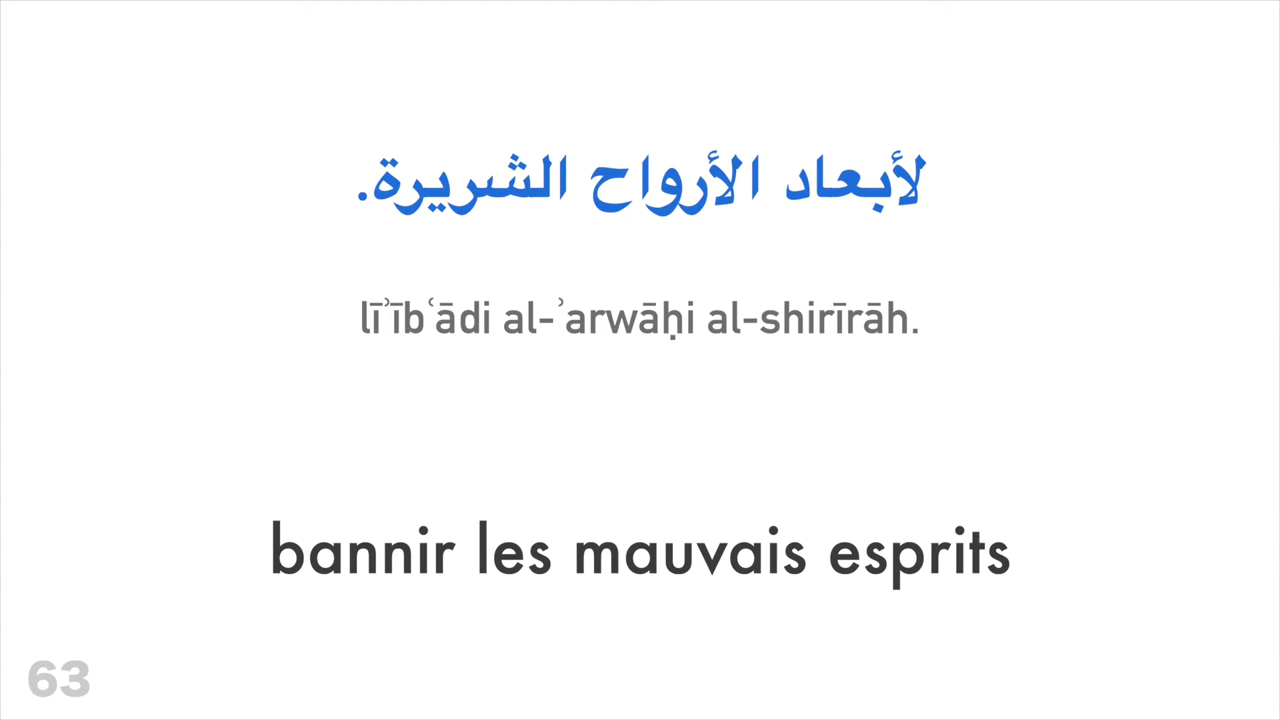 لأبعاد الأرواح الشريرة.
līʾībʿādi al-ʾarwāḥi al-shirīrāh.
bannir les mauvais esprits
63